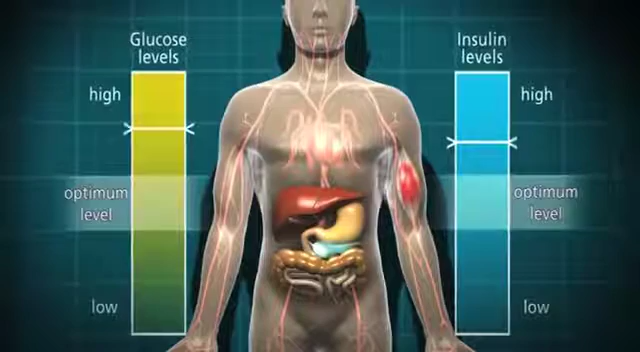 Glucose
levels
high
optimum
level
low
Insulin
levels
high
optimum
level
low